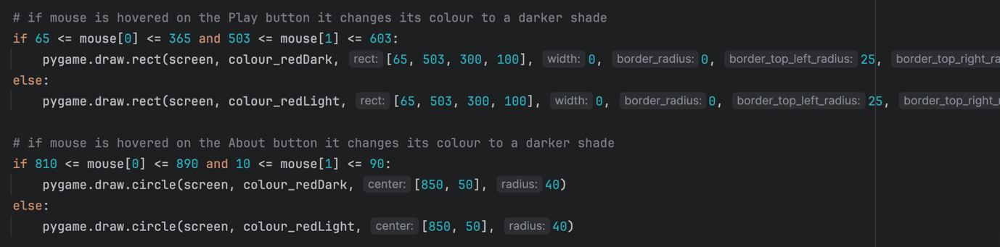 # if mouse is hovered on the Play button it changes its colour to a darker shade
if 65 <= mouse[0] <= 365 and 503 <= mouse[1] <= 603:
    pygame.draw.rect(screen, colour_redDark, rect: [65, 503, 300, 100], width: 0, border_radius: 0, border_top_left_radius: 25, border_top_right_ra
else:
    pygame.draw.rect(screen, colour_redLight, rect: [65, 503, 300, 100], width: 0, border_radius: 0, border_top_left_radius: 25, border_top_right_r
# if mouse is hovered on the About button it changes its colour to a darker shade
if 810 <= mouse[0] <= 890 and 10 <= mouse[1] <= 90:
    pygame.draw.circle(screen, colour_redDark, center: [850, 50], radius: 40)
else:
    pygame.draw.circle(screen, colour_redLight, center: [850, 50], radius: 40)